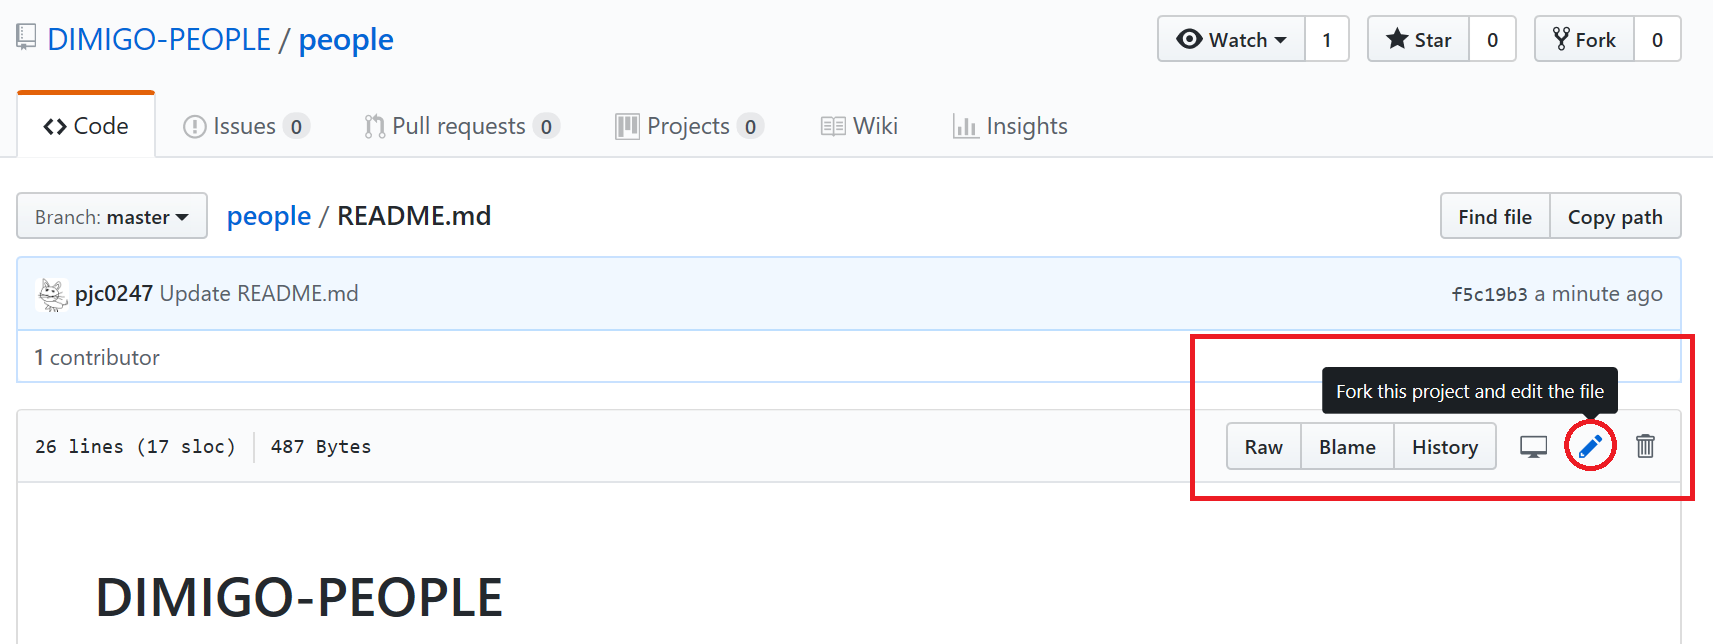 DIMIGO-PEOPLE / people
Watch 1 Star 0 Fork 0
Code Issues 0 Pull requests 0 Projects 0 Wiki Insights
Branch: master people / README.md Find file Copy path
pjc0247 Update README.md f5c19b3 a minute ago
1 contributor
Fork this project and edit the file
26 lines (17 sloc) 487 Bytes Raw Blame History
DIMIGO-PEOPLE